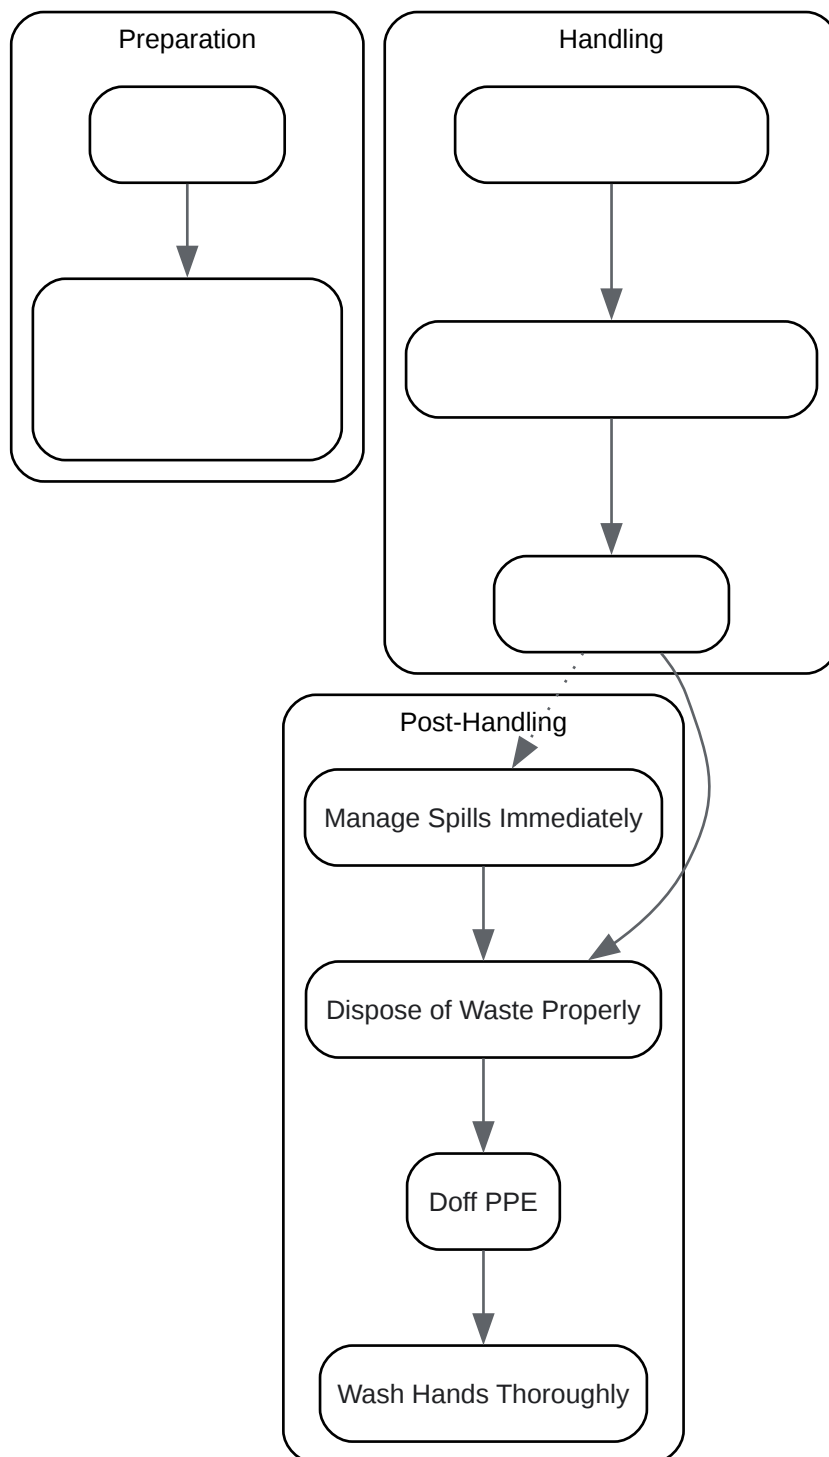 Preparation
Handling
Post-Handling
Manage Spills Immediately
Dispose of Waste Properly
Doff PPE
Wash Hands Thoroughly